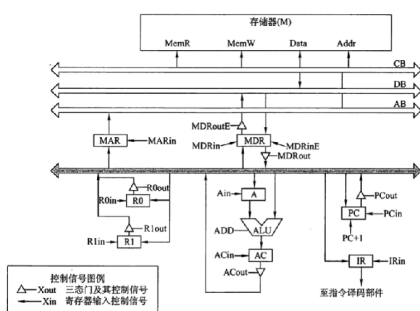 存储器(M)
MemR MemW Data Addr
CB
DB
AB
MDRoutE
MAR MARin MDRin MDR MDRinE
MDRout
R0out
R0in R0
Ain A
PCout
PC PCin
R1out
ADD ALU
PC+1
R1in R1
ACin AC
IR IRin
ACout
控制信号图例
Xout 三态门及其控制信号
Xin 寄存器输入控制信号
至指令译码部件